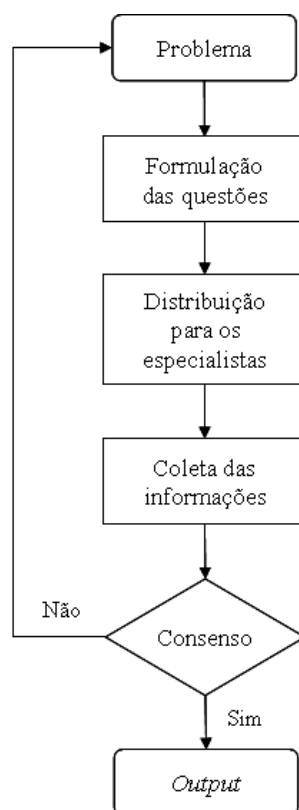 Problema
Formulação
das questões
Distribuição
para os
especialistas
Coleta das
informações
Não
Consenso
Sim
Output